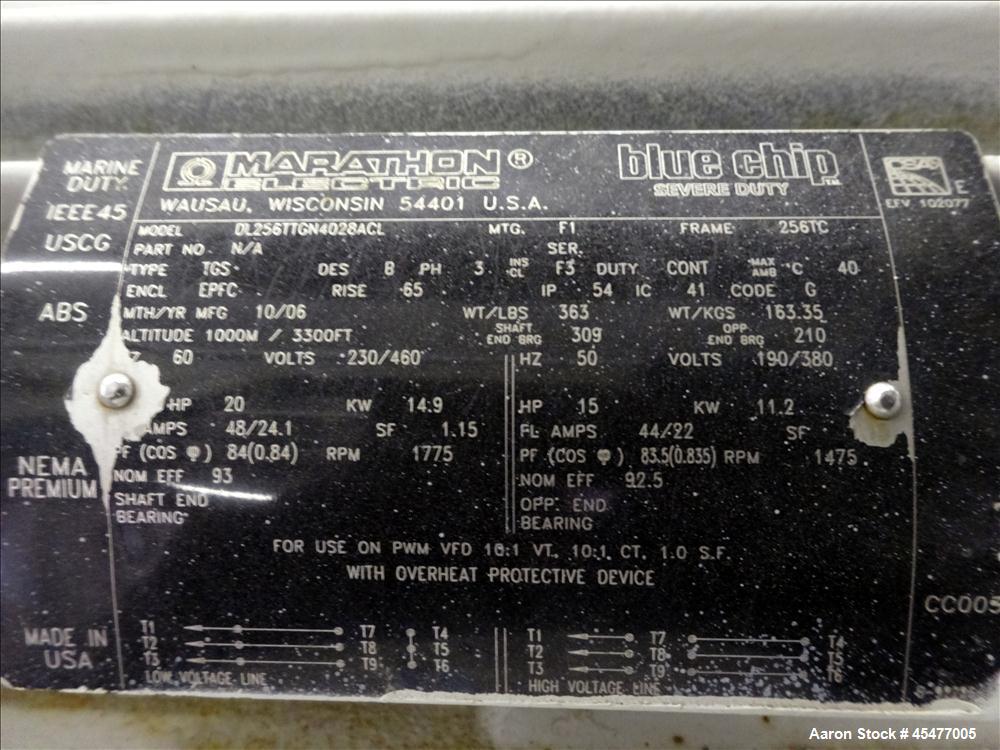 MARINE DUTY
IEEE45
USCG
ABS
NEMA PREMIUM
MADE IN USA
MARATHON ® blue chip ™
ELECTRIC SEVERE DUTY
WAUSAU, WISCONSIN 54401 U.S.A.
E
EFV 102077
MODEL DL256TTGN4028ACL MTG. F1 FRAME 256TC
PART NO. N/A SER.
TYPE TGS DES B PH 3 INS CL F3 DUTY CONT MAX AMB °C 40
ENCL EPFC RISE 65 IP 54 IC 41 CODE G
MTH/YR MFG 10/06 WT/LBS 363 WT/KGS 163.35
ALTITUDE 1000M / 3300FT SHAFT END BRG 309 OPP END BRG 210
Z 60 VOLTS 230/460 HZ 50 VOLTS 190/380
HP 20 KW 14.9 HP 15 KW 11.2
AMPS 48/24.1 SF 1.15 FL AMPS 44/22 SF
PF (COS φ) 84(0.84) RPM 1775 PF (COS φ) 83.5(0.835) RPM 1475
NOM EFF 93 NOM EFF 92.5
SHAFT END BEARING OPP END BEARING
FOR USE ON PWM VFD 10:1 VT, 10:1 CT, 1.0 S.F.
WITH OVERHEAT PROTECTIVE DEVICE
CC005
T1 T7 T4 T1 T7 T4
T2 T8 T5 T2 T8 T5
T3 T9 T6 T3 T9 T6
LOW VOLTAGE LINE HIGH VOLTAGE LINE
Aaron Stock # 45477005